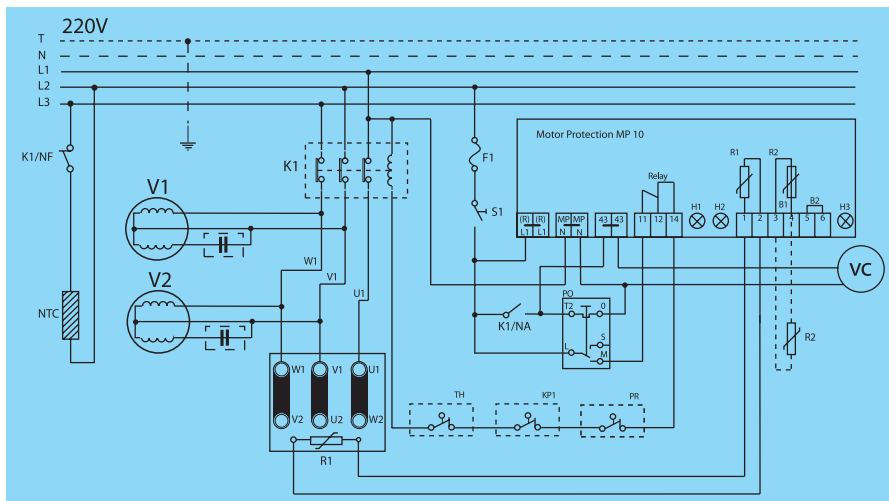 220V
T
N
L1
L2
L3
K1/NF
NTC
V1
V2
K1
W1
V1
U1
W1 V1 U1
V2 U2 W2
R1
F1
S1
K1/NA
Motor Protection MP 10
Relay
R1 R2
B1 B2
H1 H2 H3
(R) (R) MP MP 43 43 11 12 14 1 2 3 4 5 6
L1 L1 N N
VC
PO
T2 0
L S
M
R2
TH KP1 PR